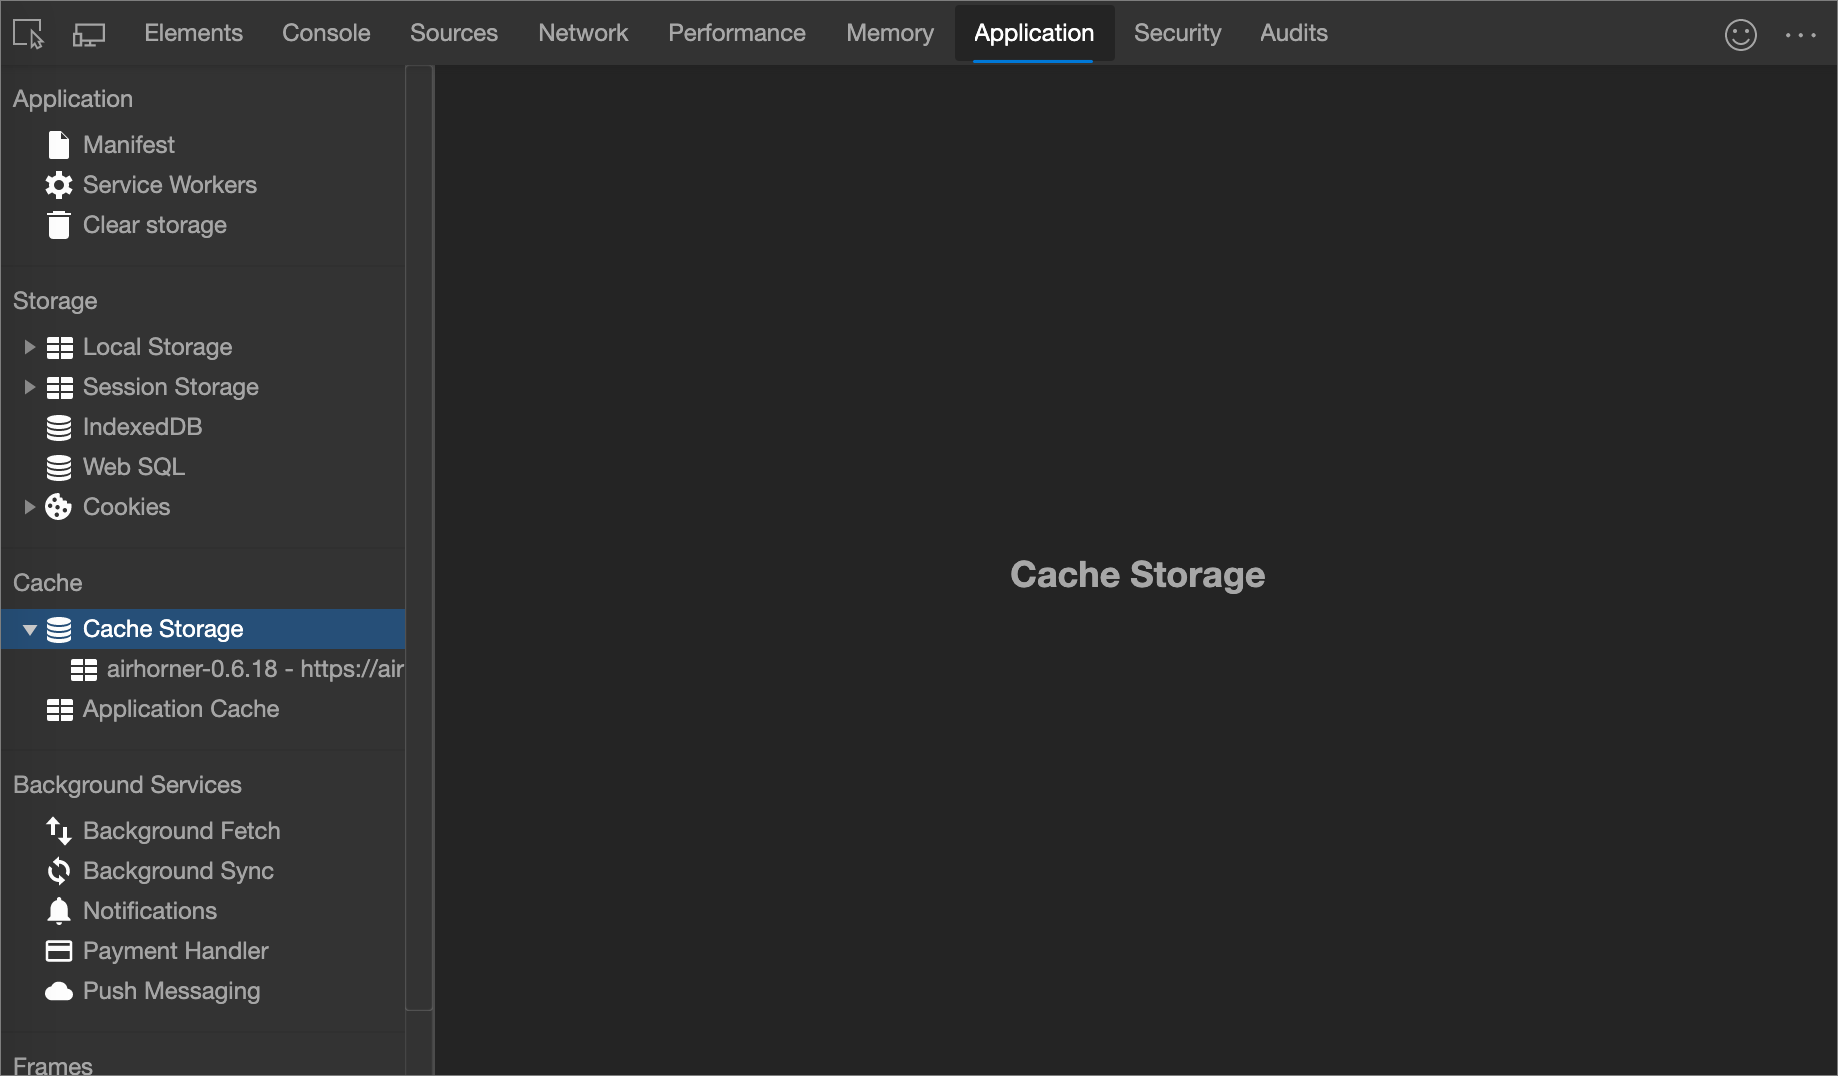 Elements Console Sources Network Performance Memory Application Security Audits
Application
Manifest
Service Workers
Clear storage
Storage
Local Storage
Session Storage
IndexedDB
Web SQL
Cookies
Cache
Cache Storage
airhorner-0.6.18 - https://air
Application Cache
Background Services
Background Fetch
Background Sync
Notifications
Payment Handler
Push Messaging
Frames
Cache Storage